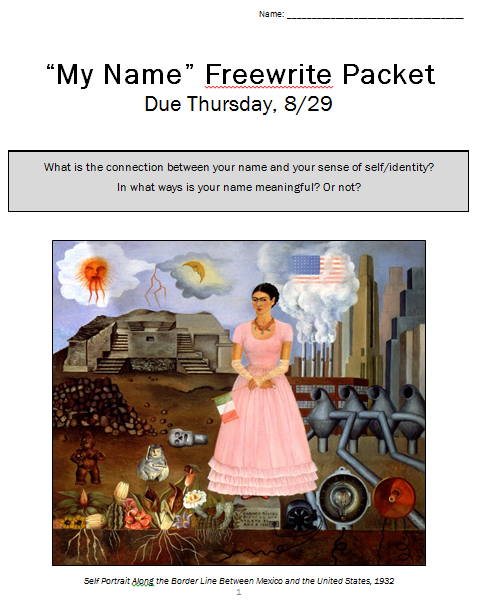 Name: ___________________________________
“My Name” Freewrite Packet
Due Thursday, 8/29
What is the connection between your name and your sense of self/identity?
In what ways is your name meaningful? Or not?
Self Portrait Along the Border Line Between Mexico and the United States, 1932
1